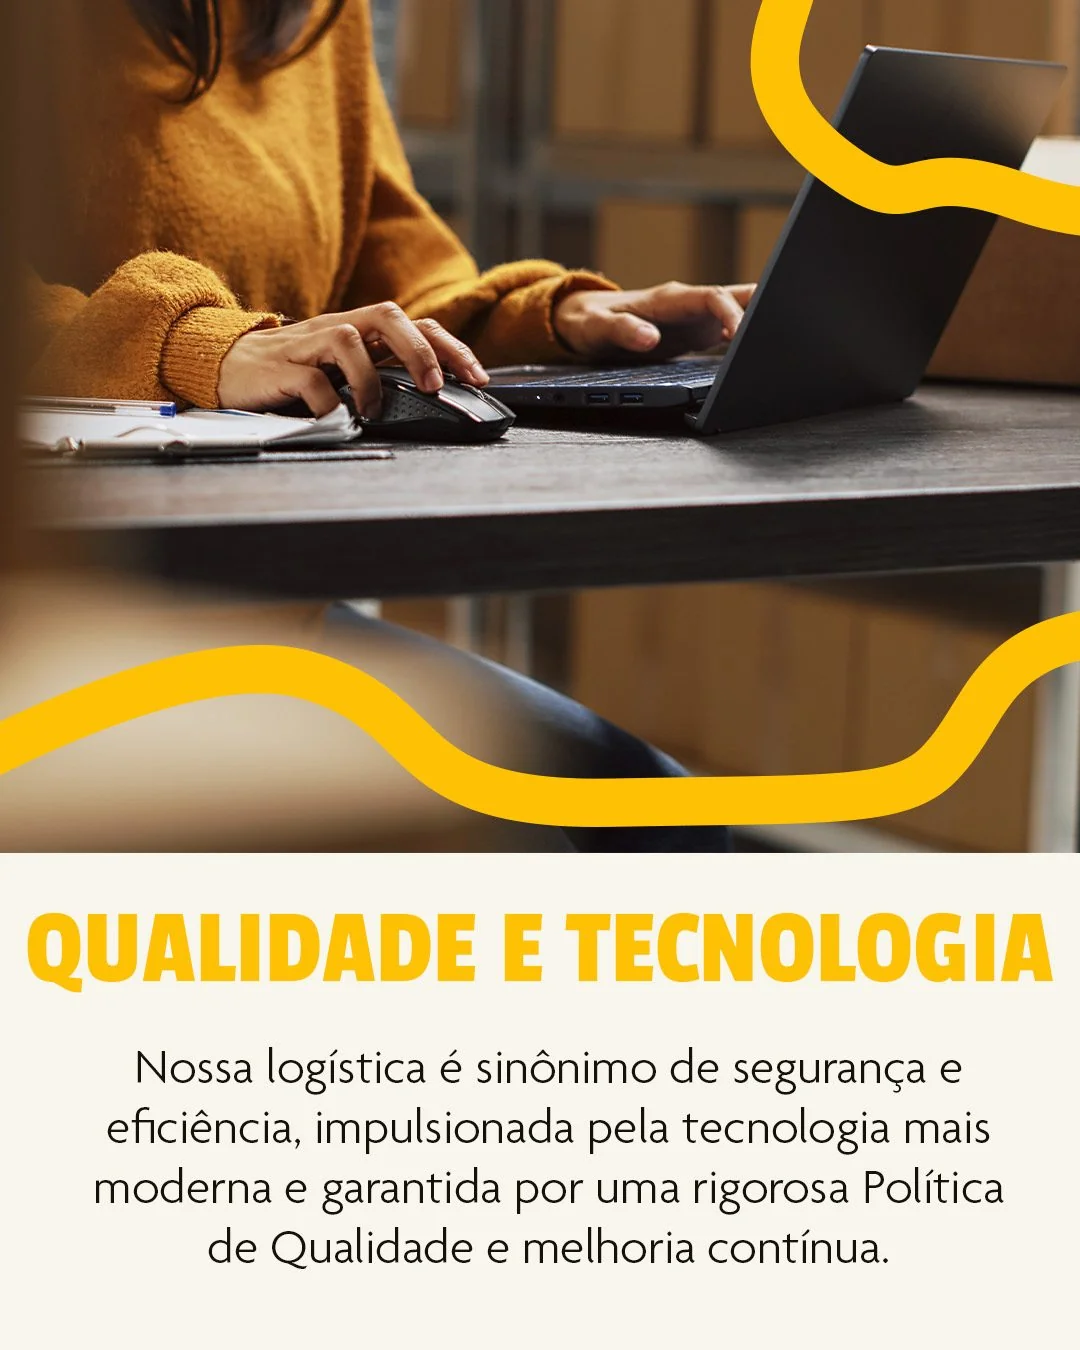 QUALIDADE E TECNOLOGIA
Nossa logística é sinônimo de segurança e
eficiência, impulsionada pela tecnologia mais
moderna e garantida por uma rigorosa Política
de Qualidade e melhoria contínua.